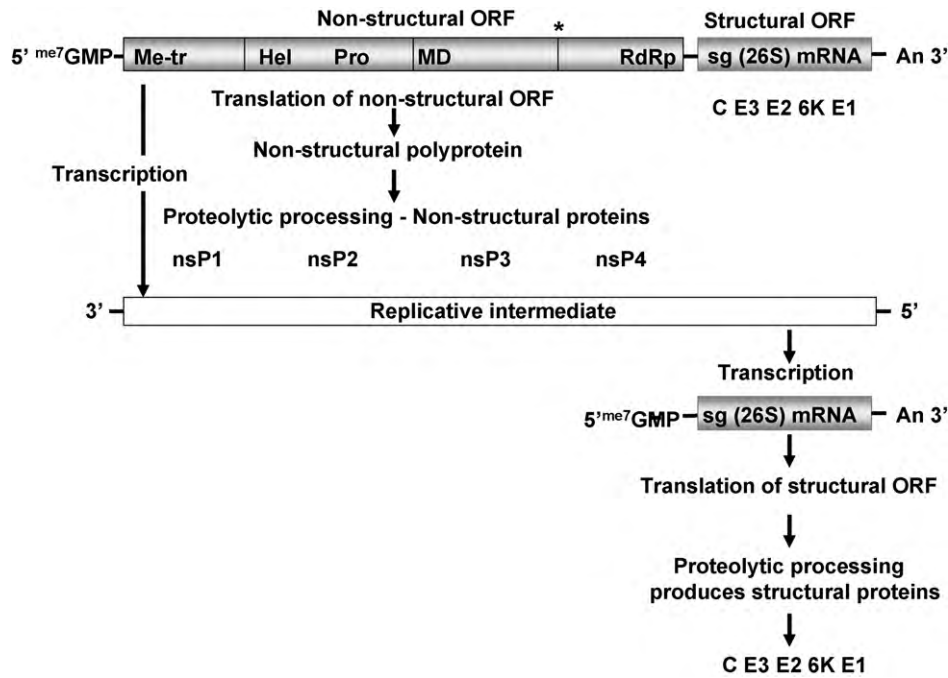 Non-structural ORF * Structural ORF
5' me7GMP Me-tr Hel Pro MD RdRp sg (26S) mRNA An 3'
C E3 E2 6K E1
Translation of non-structural ORF
Non-structural polyprotein
Transcription
Proteolytic processing - Non-structural proteins
nsP1 nsP2 nsP3 nsP4
3' Replicative intermediate 5'
Transcription
5'me7GMP sg (26S) mRNA An 3'
Translation of structural ORF
Proteolytic processing
produces structural proteins
C E3 E2 6K E1